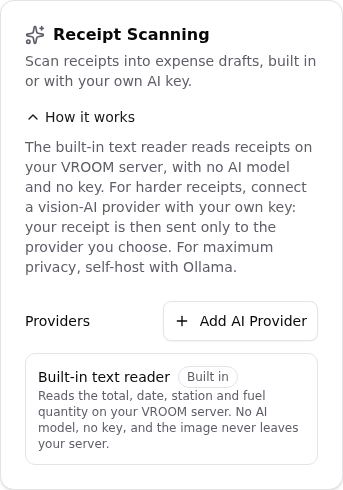 Receipt Scanning
Scan receipts into expense drafts, built in
or with your own AI key.
How it works
The built-in text reader reads receipts on
your VROOM server, with no AI model
and no key. For harder receipts, connect
a vision-AI provider with your own key:
your receipt is then sent only to the
provider you choose. For maximum
privacy, self-host with Ollama.
Providers
Add AI Provider
Built-in text reader
Built in
Reads the total, date, station and fuel
quantity on your VROOM server. No AI
model, no key, and the image never leaves
your server.